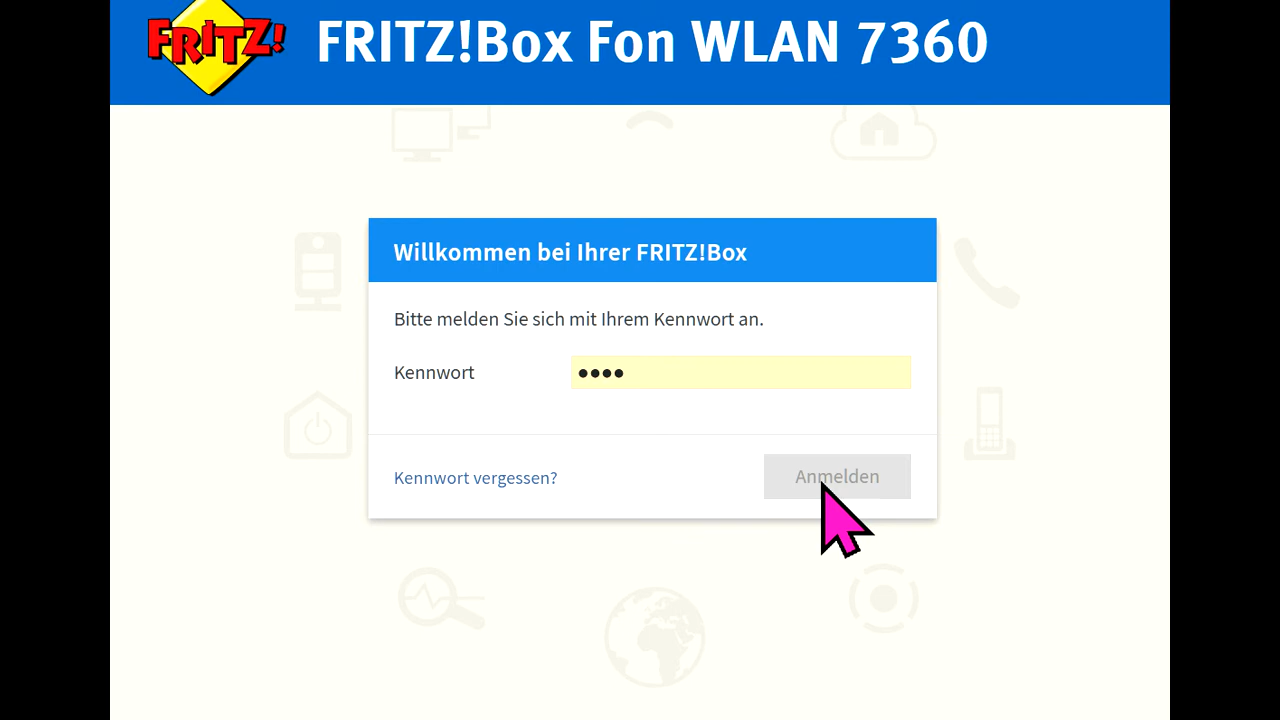 FRITZ!
FRITZ!Box Fon WLAN 7360
Willkommen bei Ihrer FRITZ!Box
Bitte melden Sie sich mit Ihrem Kennwort an.
Kennwort ●●●●
Kennwort vergessen?
Anmelden